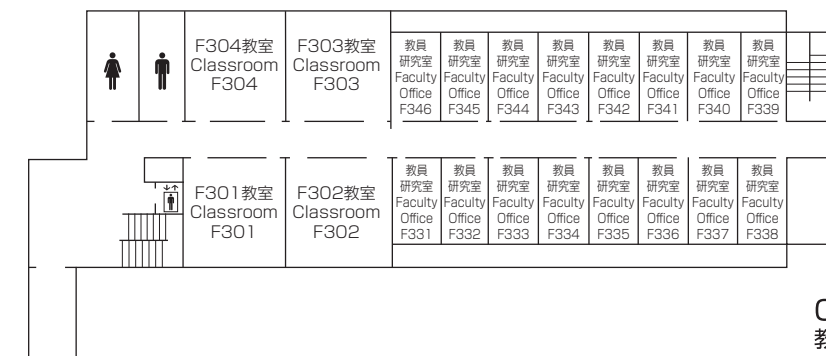 F304教室
Classroom
F304
F303教室
Classroom
F303
教員
研究室
Faculty
Office
F346
教員
研究室
Faculty
Office
F345
教員
研究室
Faculty
Office
F344
教員
研究室
Faculty
Office
F343
教員
研究室
Faculty
Office
F342
教員
研究室
Faculty
Office
F341
教員
研究室
Faculty
Office
F340
教員
研究室
Faculty
Office
F339
F301教室
Classroom
F301
F302教室
Classroom
F302
教員
研究室
Faculty
Office
F331
教員
研究室
Faculty
Office
F332
教員
研究室
Faculty
Office
F333
教員
研究室
Faculty
Office
F334
教員
研究室
Faculty
Office
F335
教員
研究室
Faculty
Office
F336
教員
研究室
Faculty
Office
F337
教員
研究室
Faculty
Office
F338